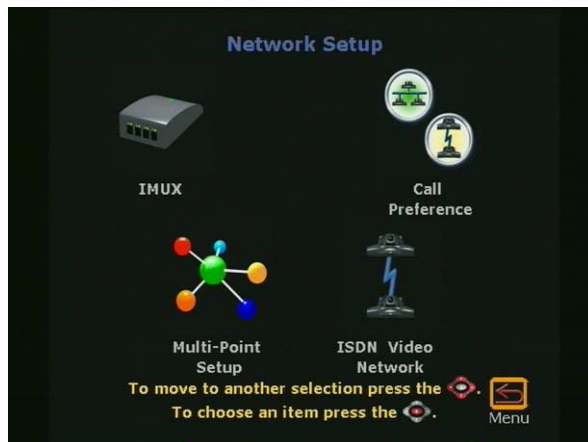 Network Setup
IMUX
Call
Preference
Multi-Point
Setup
ISDN Video
Network
To move to another selection press the .
To choose an item press the .
Menu